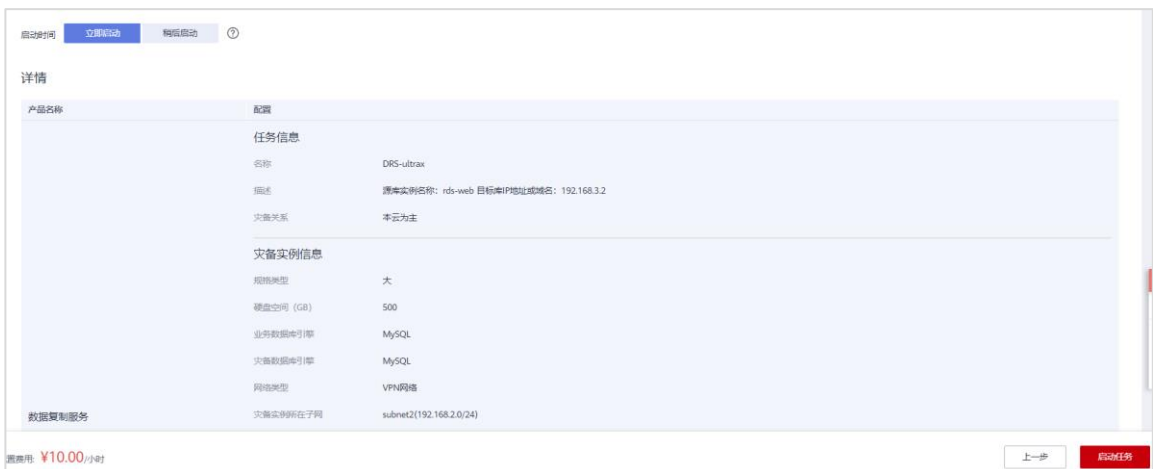 启动时间 立即启动 稍后启动 ?
详情
产品名称 配置
任务信息
名称 DRS-ultrax
描述 源库实例名称：rds-web 目标库IP地址或域名：192.168.3.2
灾备关系 本云为主
灾备实例信息
规格类型 大
硬盘空间（GB） 500
业务数据库引擎 MySQL
灾备数据库引擎 MySQL
网络类型 VPN网络
数据复制服务 灾备实例所在子网 subnet2(192.168.2.0/24)
置费用: ¥10.00/小时 上一步 启动任务